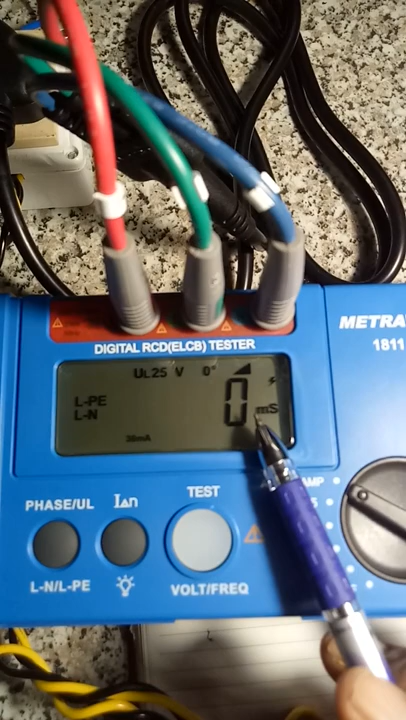 METRA
1811
DIGITAL RCD(ELCB) TESTER
UL25 V 0°
L-PE
L-N
0 mS
30mA
PHASE/UL
IΔn
TEST
AMP
L-N/L-PE
VOLT/FREQ